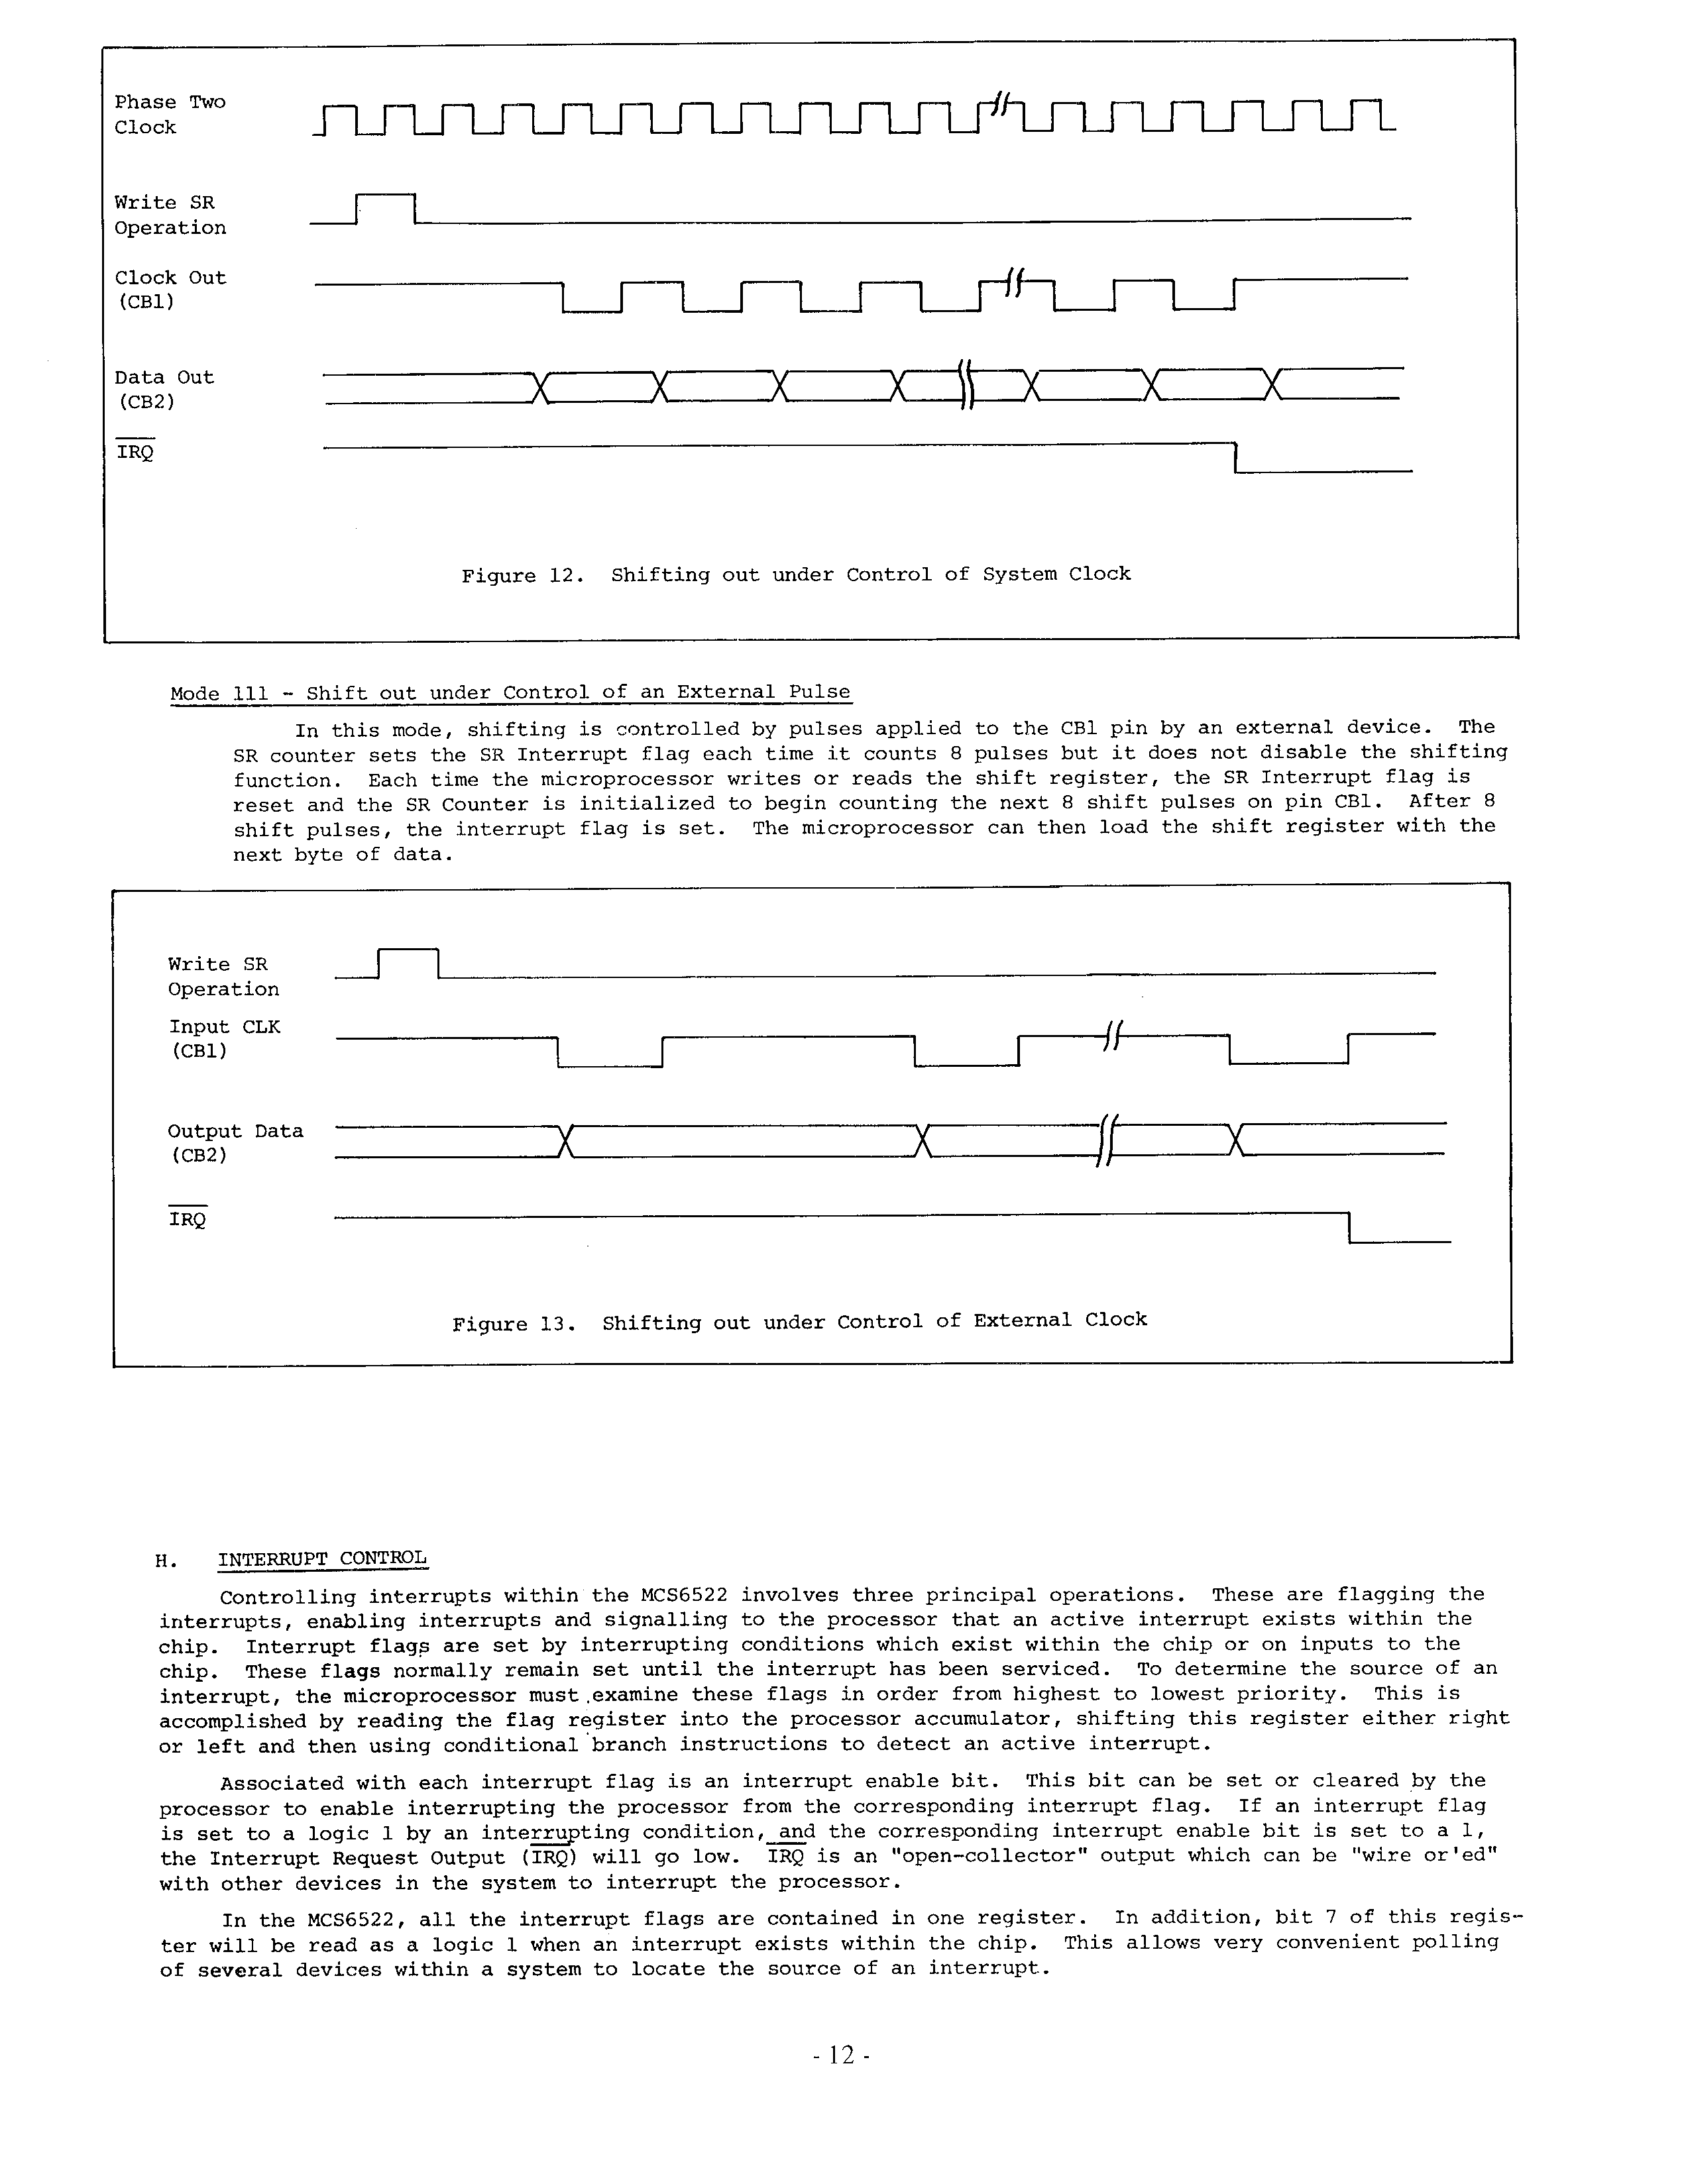 Phase Two
Clock
Write SR
Operation
Clock Out
(CB1)
Data Out
(CB2)
IRQ
Figure 12. Shifting out under Control of System Clock
Mode 111 - Shift out under Control of an External Pulse
In this mode, shifting is controlled by pulses applied to the CB1 pin by an external device. The
SR counter sets the SR Interrupt flag each time it counts 8 pulses but it does not disable the shifting
function. Each time the microprocessor writes or reads the shift register, the SR Interrupt flag is
reset and the SR Counter is initialized to begin counting the next 8 shift pulses on pin CB1. After 8
shift pulses, the interrupt flag is set. The microprocessor can then load the shift register with the
next byte of data.
Write SR
Operation
Input CLK
(CB1)
Output Data
(CB2)
IRQ
Figure 13. Shifting out under Control of External Clock
H. INTERRUPT CONTROL
Controlling interrupts within the MCS6522 involves three principal operations. These are flagging the
interrupts, enabling interrupts and signalling to the processor that an active interrupt exists within the
chip. Interrupt flags are set by interrupting conditions which exist within the chip or on inputs to the
chip. These flags normally remain set until the interrupt has been serviced. To determine the source of an
interrupt, the microprocessor must examine these flags in order from highest to lowest priority. This is
accomplished by reading the flag register into the processor accumulator, shifting this register either right
or left and then using conditional branch instructions to detect an active interrupt.
Associated with each interrupt flag is an interrupt enable bit. This bit can be set or cleared by the
processor to enable interrupting the processor from the corresponding interrupt flag. If an interrupt flag
is set to a logic 1 by an interrupting condition, and the corresponding interrupt enable bit is set to a 1,
the Interrupt Request Output (IRQ) will go low. IRQ is an "open-collector" output which can be "wire or'ed"
with other devices in the system to interrupt the processor.
In the MCS6522, all the interrupt flags are contained in one register. In addition, bit 7 of this regis-
ter will be read as a logic 1 when an interrupt exists within the chip. This allows very convenient polling
of several devices within a system to locate the source of an interrupt.
- 12 -